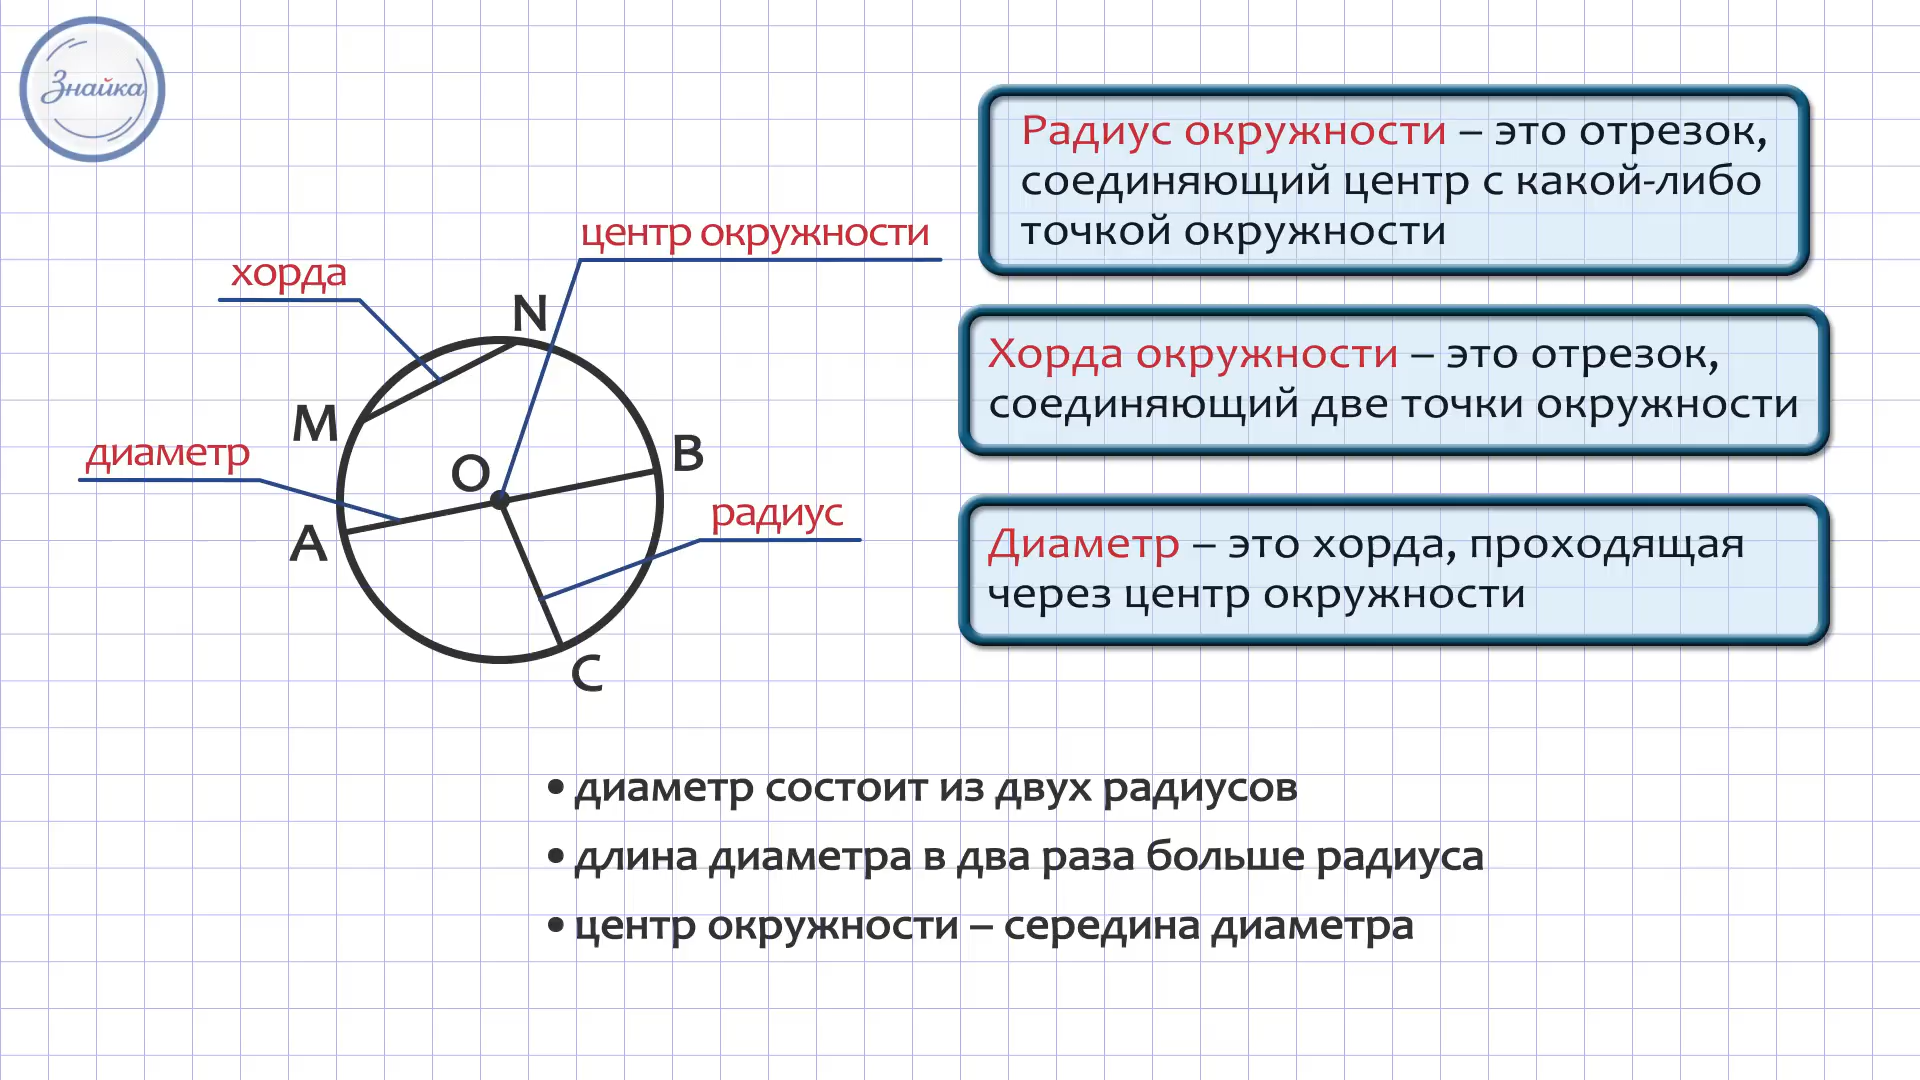 Знайка
Радиус окружности – это отрезок,
соединяющий центр с какой-либо
точкой окружности
центр окружности
хорда
N
Хорда окружности – это отрезок,
соединяющий две точки окружности
M
диаметр
O
B
радиус
A
C
Диаметр – это хорда, проходящая
через центр окружности
• диаметр состоит из двух радиусов
• длина диаметра в два раза больше радиуса
• центр окружности – середина диаметра